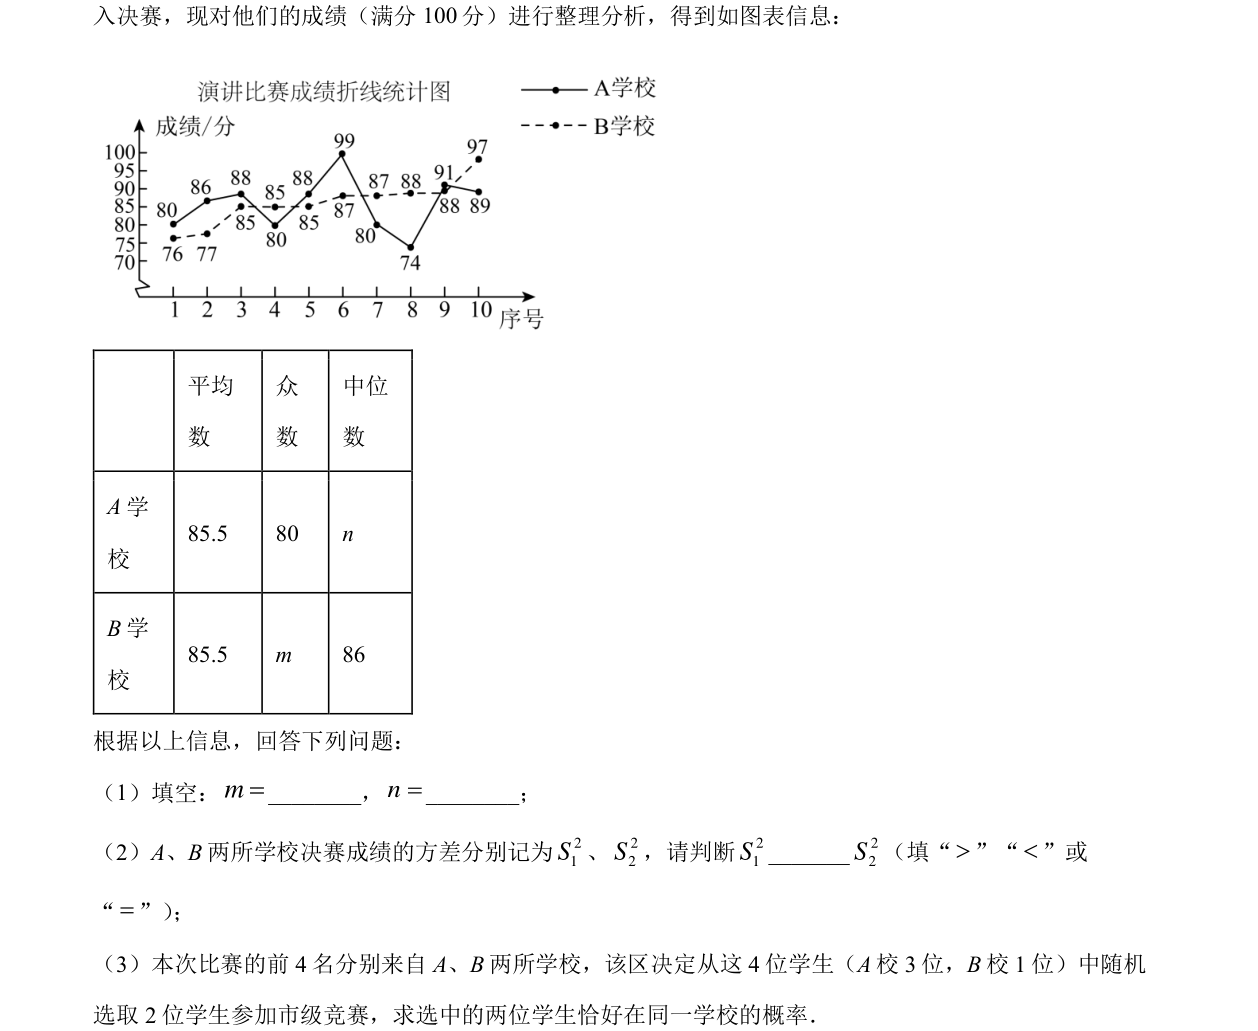 入决赛，现对他们的成绩（满分 100 分）进行整理分析，得到如图表信息：
演讲比赛成绩折线统计图
A学校
B学校
成绩/分
100
95
90
85
80
75
70
80 86 88 80 88 99 80 74 91 89
76 77 85 85 85 87 87 88 88 97
1 2 3 4 5 6 7 8 9 10 序号
平均数 众数 中位数
A 学校 85.5 80 n
B 学校 85.5 m 86
根据以上信息，回答下列问题：
（1）填空：m =________，n =________；
（2）A、B 两所学校决赛成绩的方差分别记为 S₁²、S₂²，请判断 S₁² _______ S₂²（填“＞”“＜”或
“＝”）；
（3）本次比赛的前 4 名分别来自 A、B 两所学校，该区决定从这 4 位学生（A 校 3 位，B 校 1 位）中随机
选取 2 位学生参加市级竞赛，求选中的两位学生恰好在同一学校的概率．